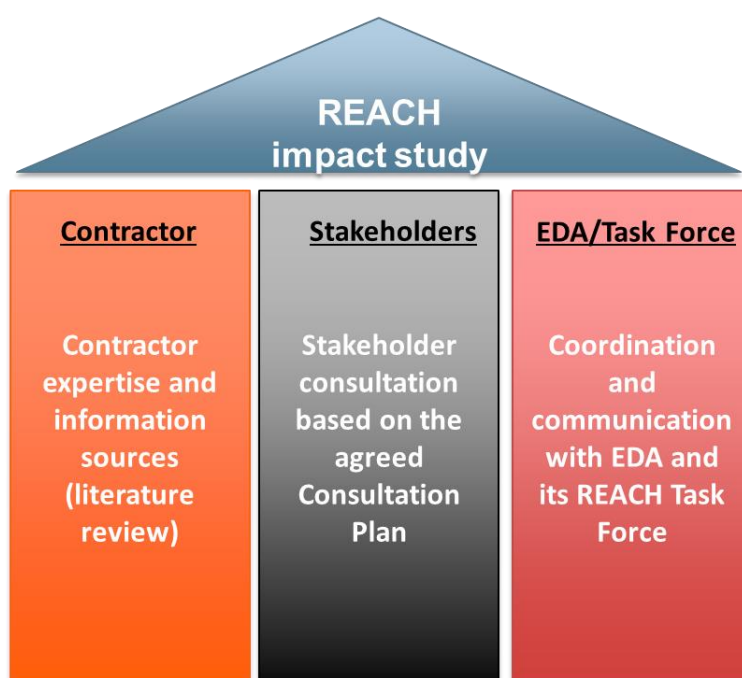 REACH
impact study
Contractor
Contractor
expertise and
information
sources
(literature
review)
Stakeholders
Stakeholder
consultation
based on the
agreed
Consultation
Plan
EDA/Task Force
Coordination
and
communication
with EDA and
its REACH Task
Force